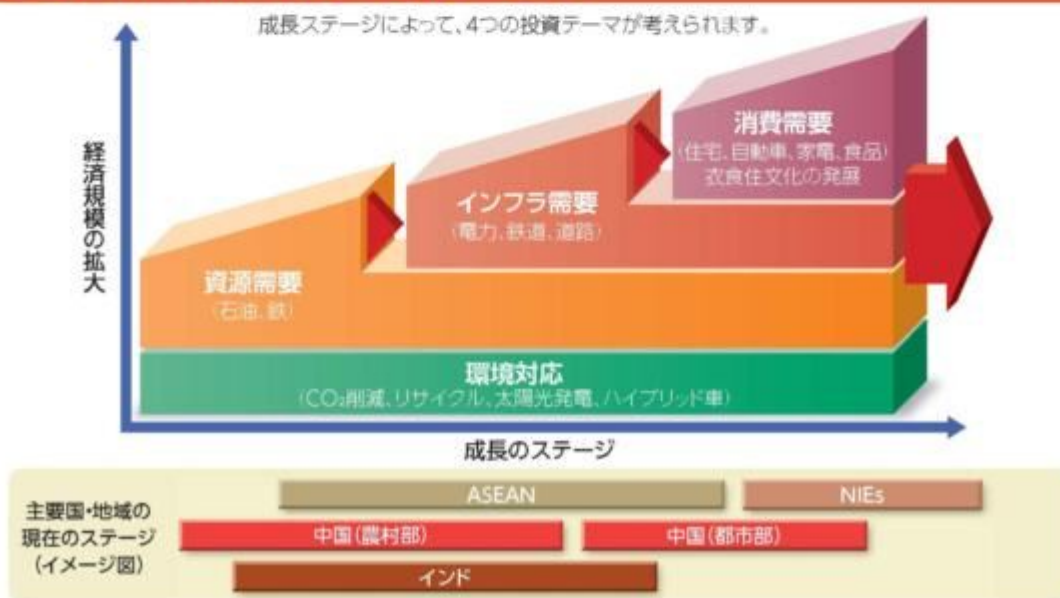 成長ステージによって、4つの投資テーマが考えられます。
経済規模の拡大
消費需要
(住宅、自動車、家電、食品)
衣食住文化の発展
インフラ需要
(電力、鉄道、道路)
資源需要
(石油、鉄)
環境対応
(CO₂削減、リサイクル、太陽光発電、ハイブリッド車)
成長のステージ
主要国・地域の
現在のステージ
(イメージ図)
ASEAN
NIEs
中国(農村部)
中国(都市部)
インド